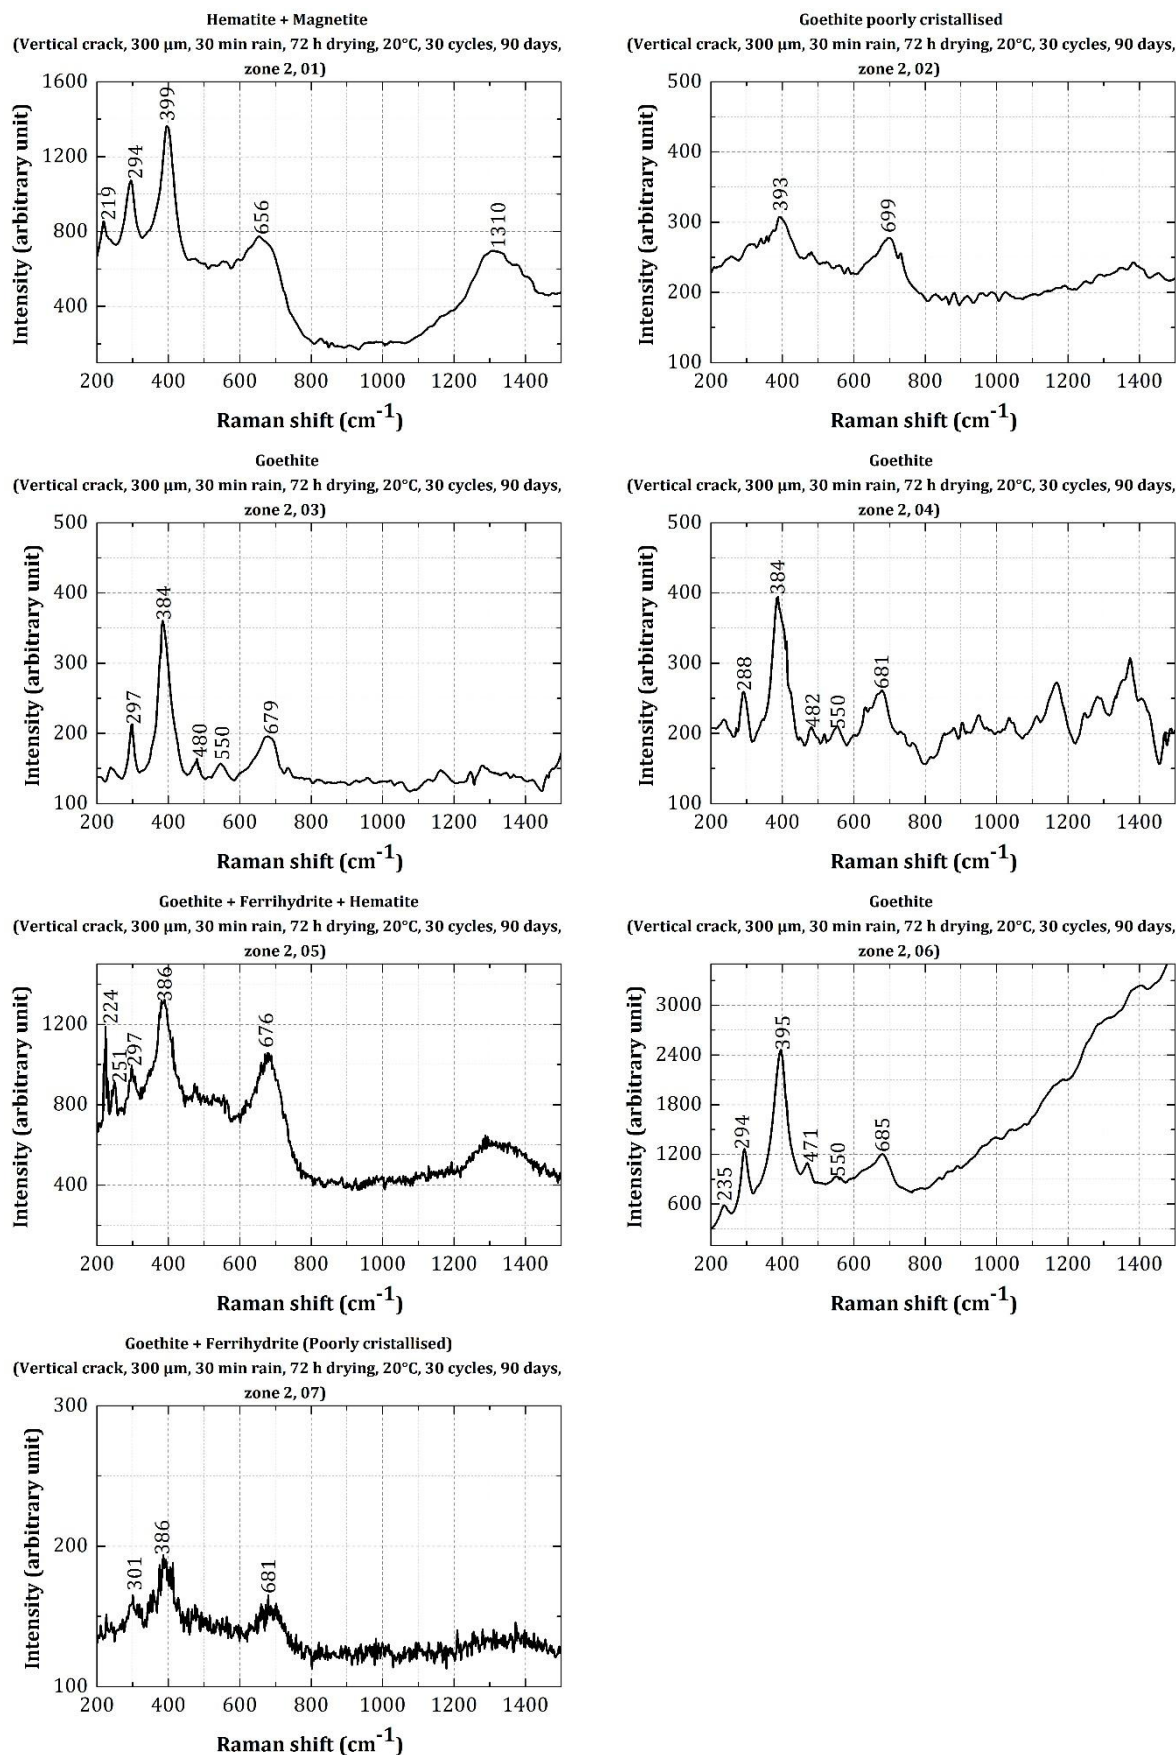 Hematite + Magnetite
(Vertical crack, 300 µm, 30 min rain, 72 h drying, 20°C, 30 cycles, 90 days,
zone 2, 01)
1600
1200
800
400
219
294
399
656
1310
Intensity (arbitrary unit)
200 400 600 800 1000 1200 1400
Raman shift (cm⁻¹)
Goethite poorly cristallised
(Vertical crack, 300 µm, 30 min rain, 72 h drying, 20°C, 30 cycles, 90 days,
zone 2, 02)
500
400
300
200
100
393
699
Intensity (arbitrary unit)
200 400 600 800 1000 1200 1400
Raman shift (cm⁻¹)
Goethite
(Vertical crack, 300 µm, 30 min rain, 72 h drying, 20°C, 30 cycles, 90 days,
zone 2, 03)
500
400
300
200
100
297
384
480
550
679
Intensity (arbitrary unit)
200 400 600 800 1000 1200 1400
Raman shift (cm⁻¹)
Goethite
(Vertical crack, 300 µm, 30 min rain, 72 h drying, 20°C, 30 cycles, 90 days,
zone 2, 04)
500
400
300
200
100
288
384
482
550
681
Intensity (arbitrary unit)
200 400 600 800 1000 1200 1400
Raman shift (cm⁻¹)
Goethite + Ferrihydrite + Hematite
(Vertical crack, 300 µm, 30 min rain, 72 h drying, 20°C, 30 cycles, 90 days,
zone 2, 05)
1200
800
400
224
251
297
386
676
Intensity (arbitrary unit)
200 400 600 800 1000 1200 1400
Raman shift (cm⁻¹)
Goethite
(Vertical crack, 300 µm, 30 min rain, 72 h drying, 20°C, 30 cycles, 90 days,
zone 2, 06)
3000
2400
1800
1200
600
235
294
395
471
550
685
Intensity (arbitrary unit)
200 400 600 800 1000 1200 1400
Raman shift (cm⁻¹)
Goethite + Ferrihydrite (Poorly cristallised)
(Vertical crack, 300 µm, 30 min rain, 72 h drying, 20°C, 30 cycles, 90 days,
zone 2, 07)
300
200
100
301
386
681
Intensity (arbitrary unit)
200 400 600 800 1000 1200 1400
Raman shift (cm⁻¹)